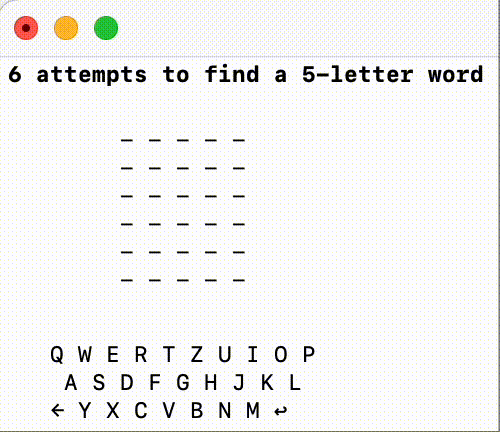 6 attempts to find a 5-letter word
_ _ _ _ _
_ _ _ _ _
_ _ _ _ _
_ _ _ _ _
_ _ _ _ _
_ _ _ _ _
Q W E R T Z U I O P
A S D F G H J K L
← Y X C V B N M ↩